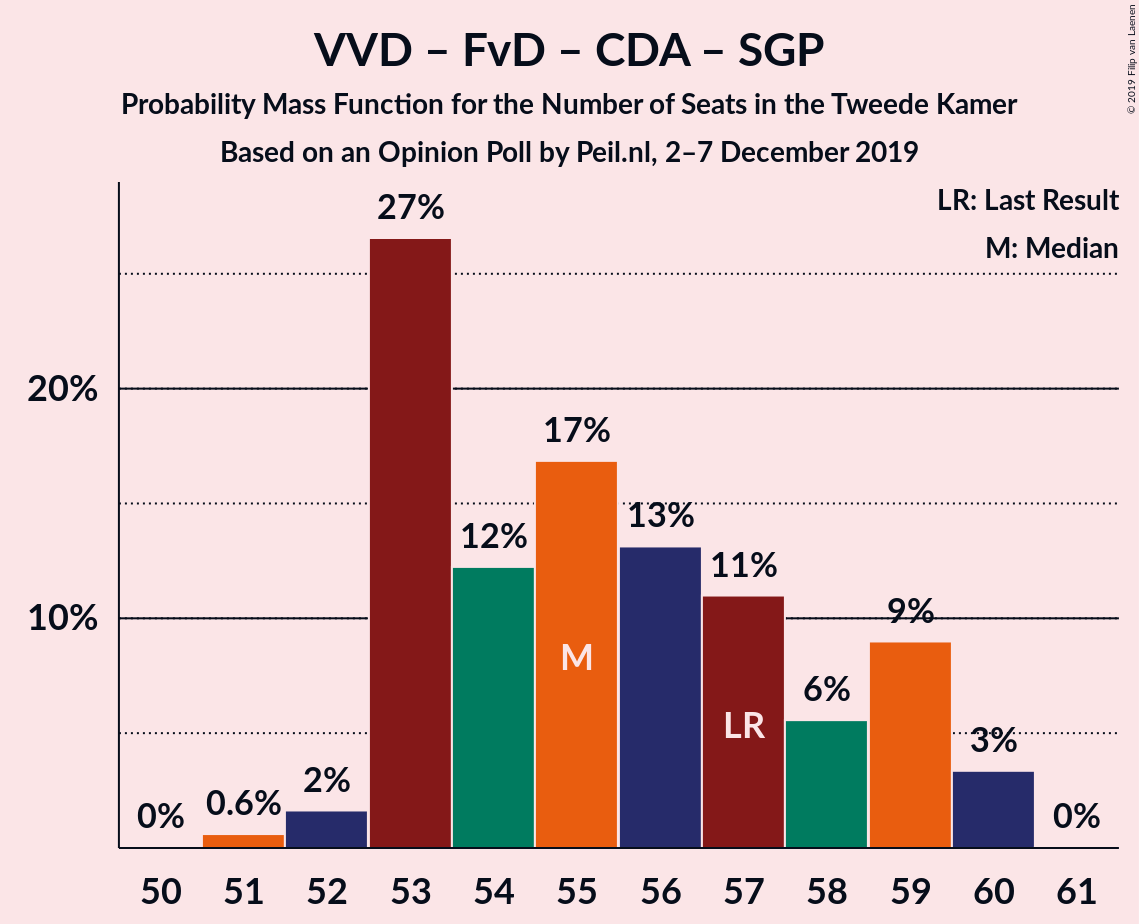 VVD – FvD – CDA – SGP
Probability Mass Function for the Number of Seats in the Tweede Kamer
Based on an Opinion Poll by Peil.nl, 2–7 December 2019
© 2019 Filip van Laenen
LR: Last Result
M: Median
20%
10%
0%
0.6%
2%
27%
12%
17%
13%
11%
6%
9%
3%
0%
M
LR
50 51 52 53 54 55 56 57 58 59 60 61